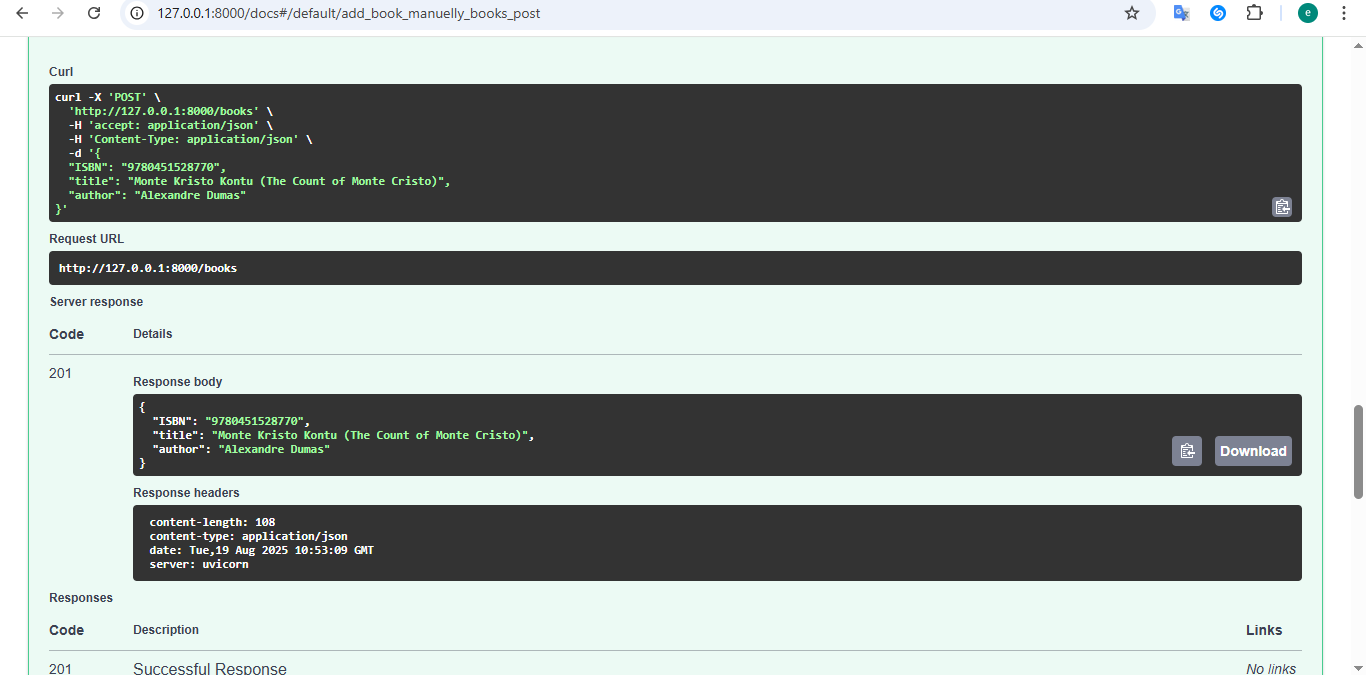 127.0.0.1:8000/docs#/default/add_book_manuelly_books_post
e
Curl
curl -X 'POST' \
'http://127.0.0.1:8000/books' \
-H 'accept: application/json' \
-H 'Content-Type: application/json' \
-d '{
"ISBN": "9780451528770",
"title": "Monte Kristo Kontu (The Count of Monte Cristo)",
"author": "Alexandre Dumas"
}'
Request URL
http://127.0.0.1:8000/books
Server response
Code Details
201
Response body
{
"ISBN": "9780451528770",
"title": "Monte Kristo Kontu (The Count of Monte Cristo)",
"author": "Alexandre Dumas"
}
Download
Response headers
content-length: 108
content-type: application/json
date: Tue,19 Aug 2025 10:53:09 GMT
server: uvicorn
Responses
Code Description Links
201 Successful Response No links